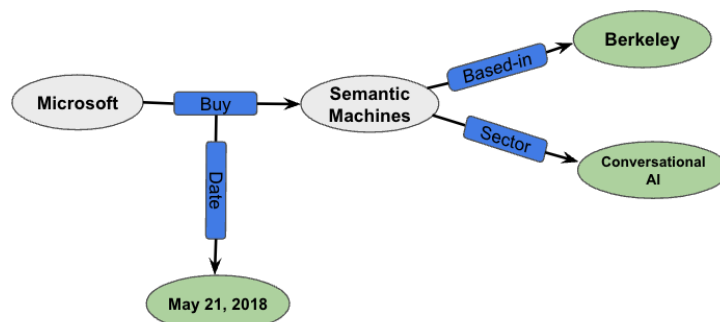 Microsoft
Buy
Semantic
Machines
Based-in
Berkeley
Sector
Conversational
AI
Date
May 21, 2018